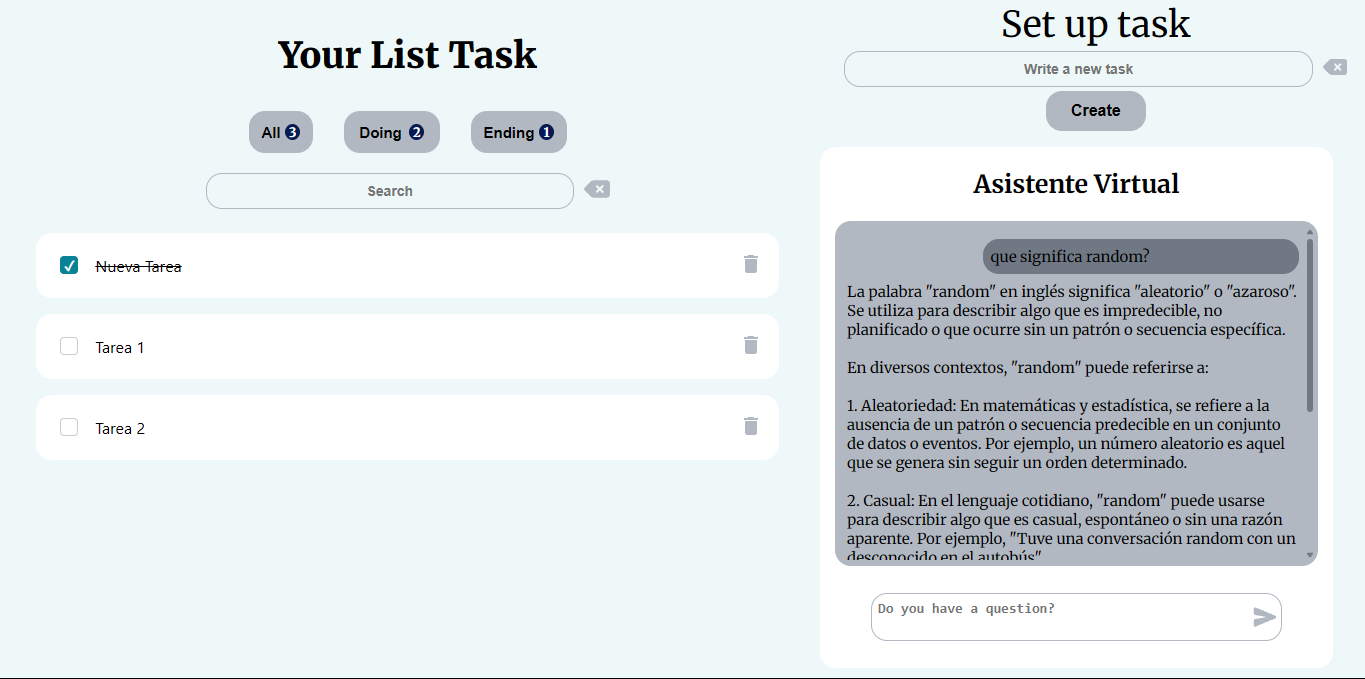 Your List Task
All 3
Doing 2
Ending 1
Search
Nueva Tarea
Tarea 1
Tarea 2
Set up task
Write a new task
Create
Asistente Virtual
que significa random?
La palabra "random" en inglés significa "aleatorio" o "azaroso".
Se utiliza para describir algo que es impredecible, no
planificado o que ocurre sin un patrón o secuencia específica.
En diversos contextos, "random" puede referirse a:
1. Aleatoriedad: En matemáticas y estadística, se refiere a la
ausencia de un patrón o secuencia predecible en un conjunto
de datos o eventos. Por ejemplo, un número aleatorio es aquel
que se genera sin seguir un orden determinado.
2. Casual: En el lenguaje cotidiano, "random" puede usarse
para describir algo que es casual, espontáneo o sin una razón
aparente. Por ejemplo, "Tuve una conversación random con un
desconocido en el autobús"
Do you have a question?